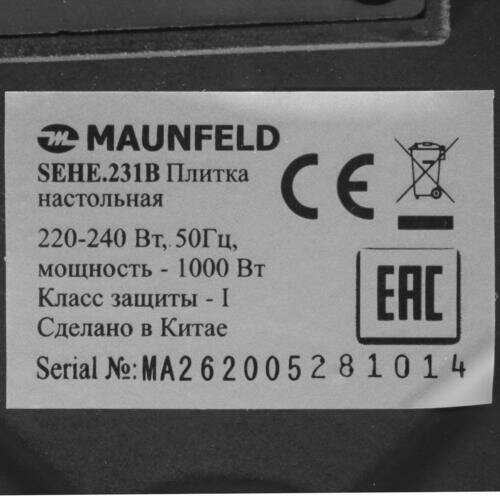 MAUNFELD
SEHE.231B Плитка
настольная
220-240 Вт, 50Гц,
мощность - 1000 Вт
Класс защиты - I
Сделано в Китае
Serial №: MA262005281014
CE
EAC